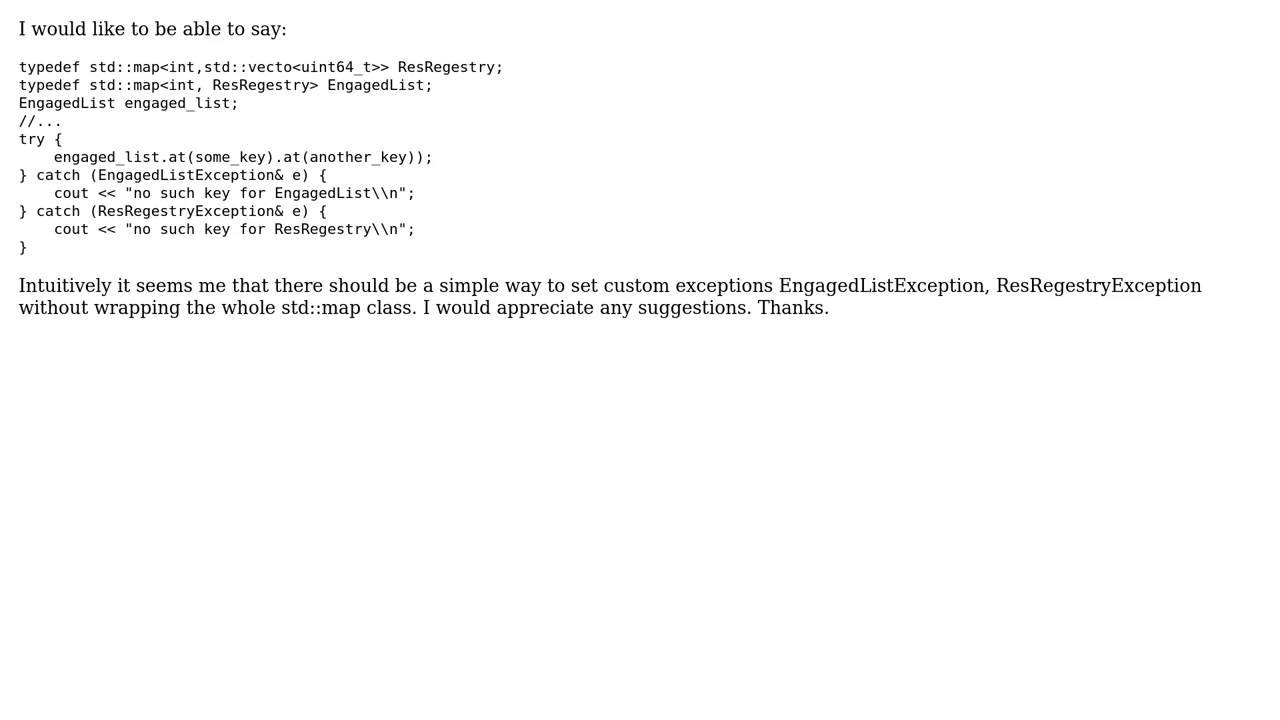 I would like to be able to say:
typedef std::map<int,std::vecto<uint64_t>> ResRegestry;
typedef std::map<int, ResRegestry> EngagedList;
EngagedList engaged_list;
//...
try {
    engaged_list.at(some_key).at(another_key));
} catch (EngagedListException& e) {
    cout << "no such key for EngagedList\\n";
} catch (ResRegestryException& e) {
    cout << "no such key for ResRegestry\\n";
}
Intuitively it seems me that there should be a simple way to set custom exceptions EngagedListException, ResRegestryException
without wrapping the whole std::map class. I would appreciate any suggestions. Thanks.